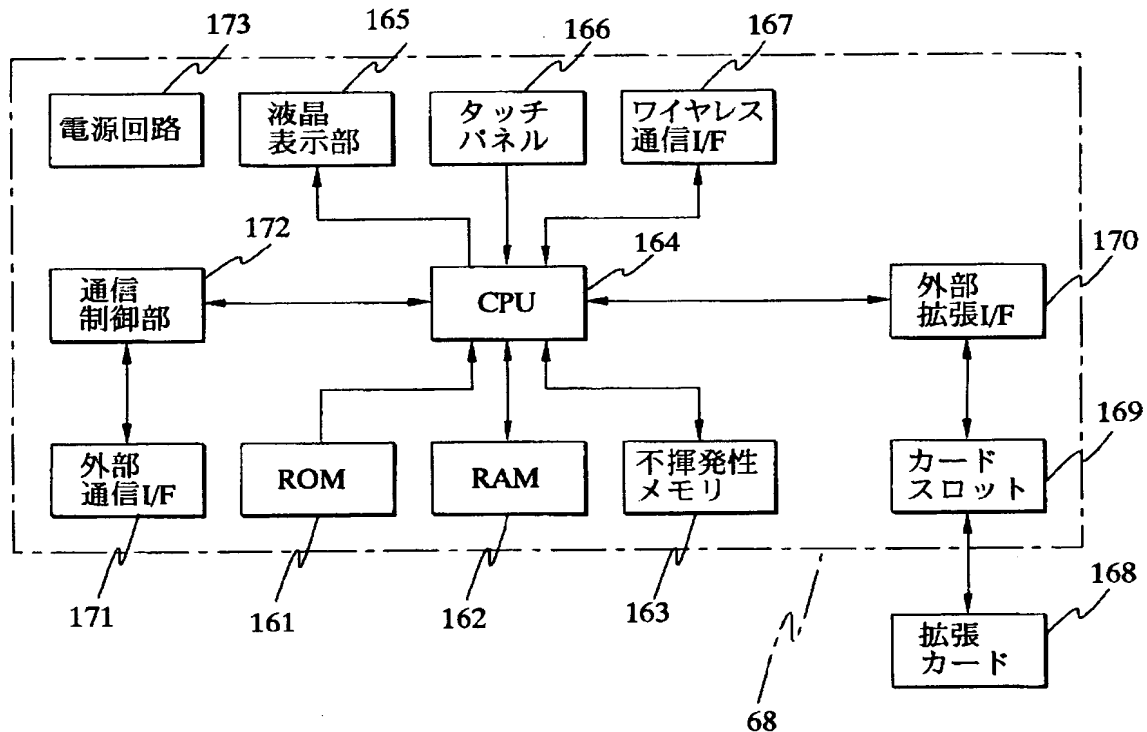 173
165
166
167
電源回路
液晶
表示部
タッチ
パネル
ワイヤレス
通信I/F
172
164
170
通信
制御部
CPU
外部
拡張I/F
169
外部
通信I/F
ROM
RAM
不揮発性
メモリ
カード
スロット
171
161
162
163
168
拡張
カード
68